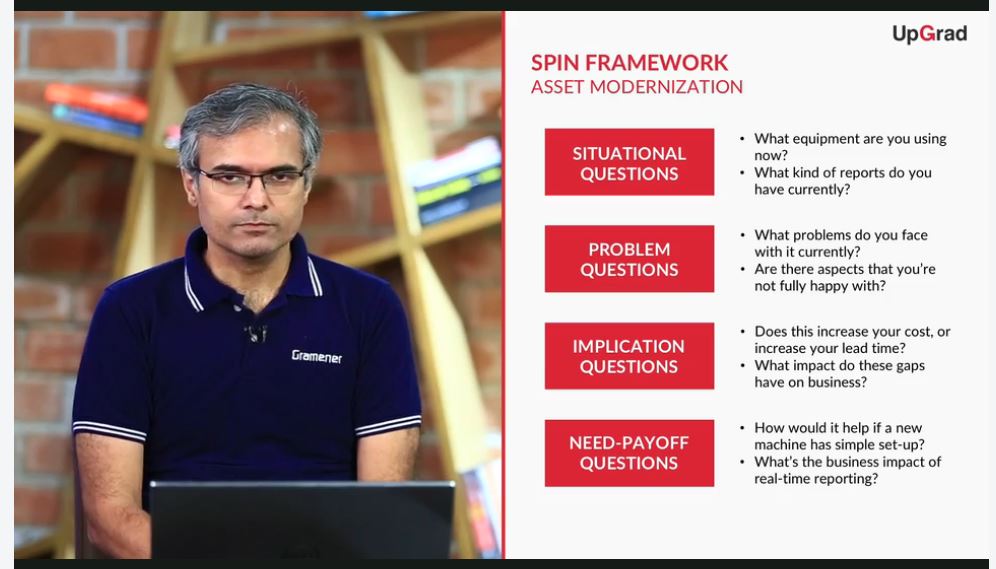 Gramener
UpGrad
SPIN FRAMEWORK
ASSET MODERNIZATION
SITUATIONAL
QUESTIONS
• What equipment are you using
now?
• What kind of reports do you
have currently?
PROBLEM
QUESTIONS
• What problems do you face
with it currently?
• Are there aspects that you're
not fully happy with?
IMPLICATION
QUESTIONS
• Does this increase your cost, or
increase your lead time?
• What impact do these gaps
have on business?
NEED-PAYOFF
QUESTIONS
• How would it help if a new
machine has simple set-up?
• What's the business impact of
real-time reporting?